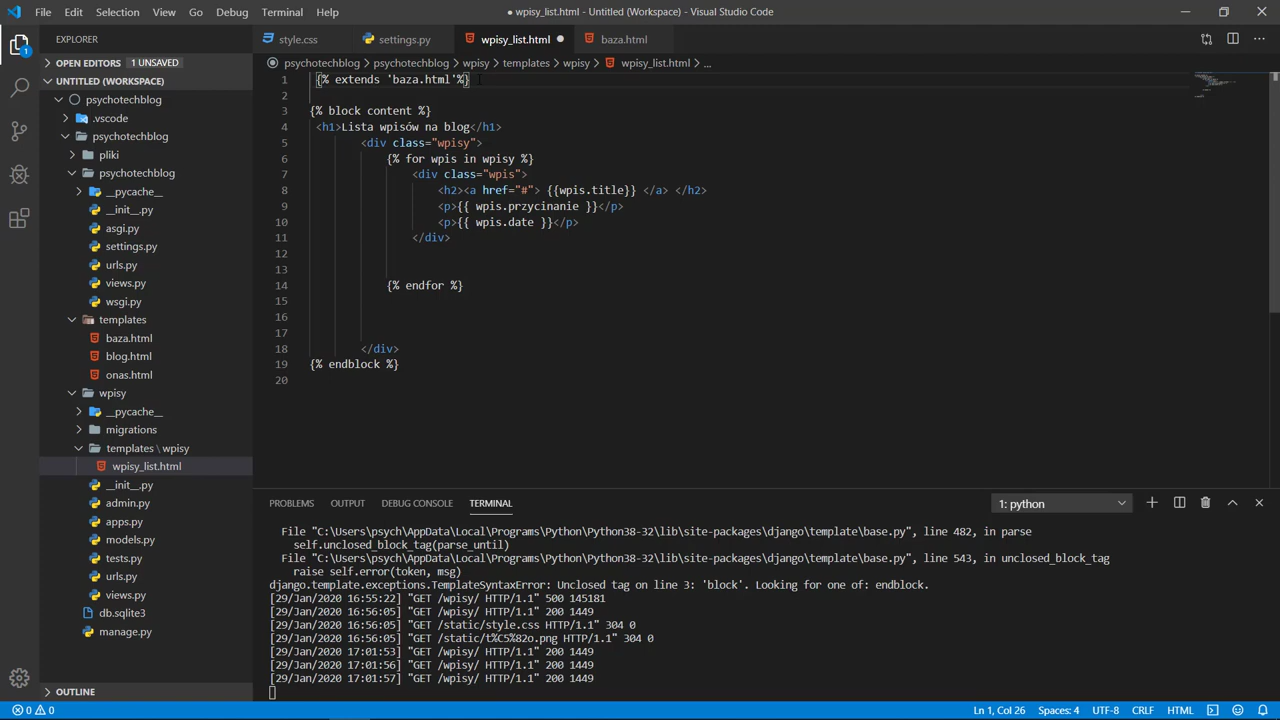 File Edit Selection View Go Debug Terminal Help ● wpisy_list.html - Untitled (Workspace) - Visual Studio Code
EXPLORER style.css settings.py wpisy_list.html baza.html
OPEN EDITORS 1 UNSAVED psychotechblog > psychotechblog > wpisy > templates > wpisy > wpisy_list.html > ...
UNTITLED (WORKSPACE)
psychotechblog
.vscode
psychotechblog
pliki
psychotechblog
__pycache__
__init__.py
asgi.py
settings.py
urls.py
views.py
wsgi.py
templates
baza.html
blog.html
onas.html
wpisy
__pycache__
migrations
templates \ wpisy
wpisy_list.html
__init__.py
admin.py
apps.py
models.py
tests.py
urls.py
views.py
db.sqlite3
manage.py
OUTLINE
1 {% extends 'baza.html'%}
2
3 {% block content %}
4 <h1>Lista wpisów na blog</h1>
5 <div class="wpisy">
6 {% for wpis in wpisy %}
7 <div class="wpis">
8 <h2><a href="#"> {{wpis.title}} </a> </h2>
9 <p>{{ wpis.przycinanie }}</p>
10 <p>{{ wpis.date }}</p>
11 </div>
12
13
14 {% endfor %}
15
16
17
18 </div>
19 {% endblock %}
20
PROBLEMS OUTPUT DEBUG CONSOLE TERMINAL 1: python
File "C:\Users\psych\AppData\Local\Programs\Python\Python38-32\lib\site-packages\django\template\base.py", line 482, in parse
self.unclosed_block_tag(parse_until)
File "C:\Users\psych\AppData\Local\Programs\Python\Python38-32\lib\site-packages\django\template\base.py", line 543, in unclosed_block_tag
raise self.error(token, msg)
django.template.exceptions.TemplateSyntaxError: Unclosed tag on line 3: 'block'. Looking for one of: endblock.
[29/Jan/2020 16:55:22] "GET /wpisy/ HTTP/1.1" 500 145181
[29/Jan/2020 16:56:05] "GET /wpisy/ HTTP/1.1" 200 1449
[29/Jan/2020 16:56:05] "GET /static/style.css HTTP/1.1" 304 0
[29/Jan/2020 16:56:05] "GET /static/t%C5%82o.png HTTP/1.1" 304 0
[29/Jan/2020 17:01:53] "GET /wpisy/ HTTP/1.1" 200 1449
[29/Jan/2020 17:01:56] "GET /wpisy/ HTTP/1.1" 200 1449
[29/Jan/2020 17:01:57] "GET /wpisy/ HTTP/1.1" 200 1449
0 0 Ln 1, Col 26 Spaces: 4 UTF-8 CRLF HTML